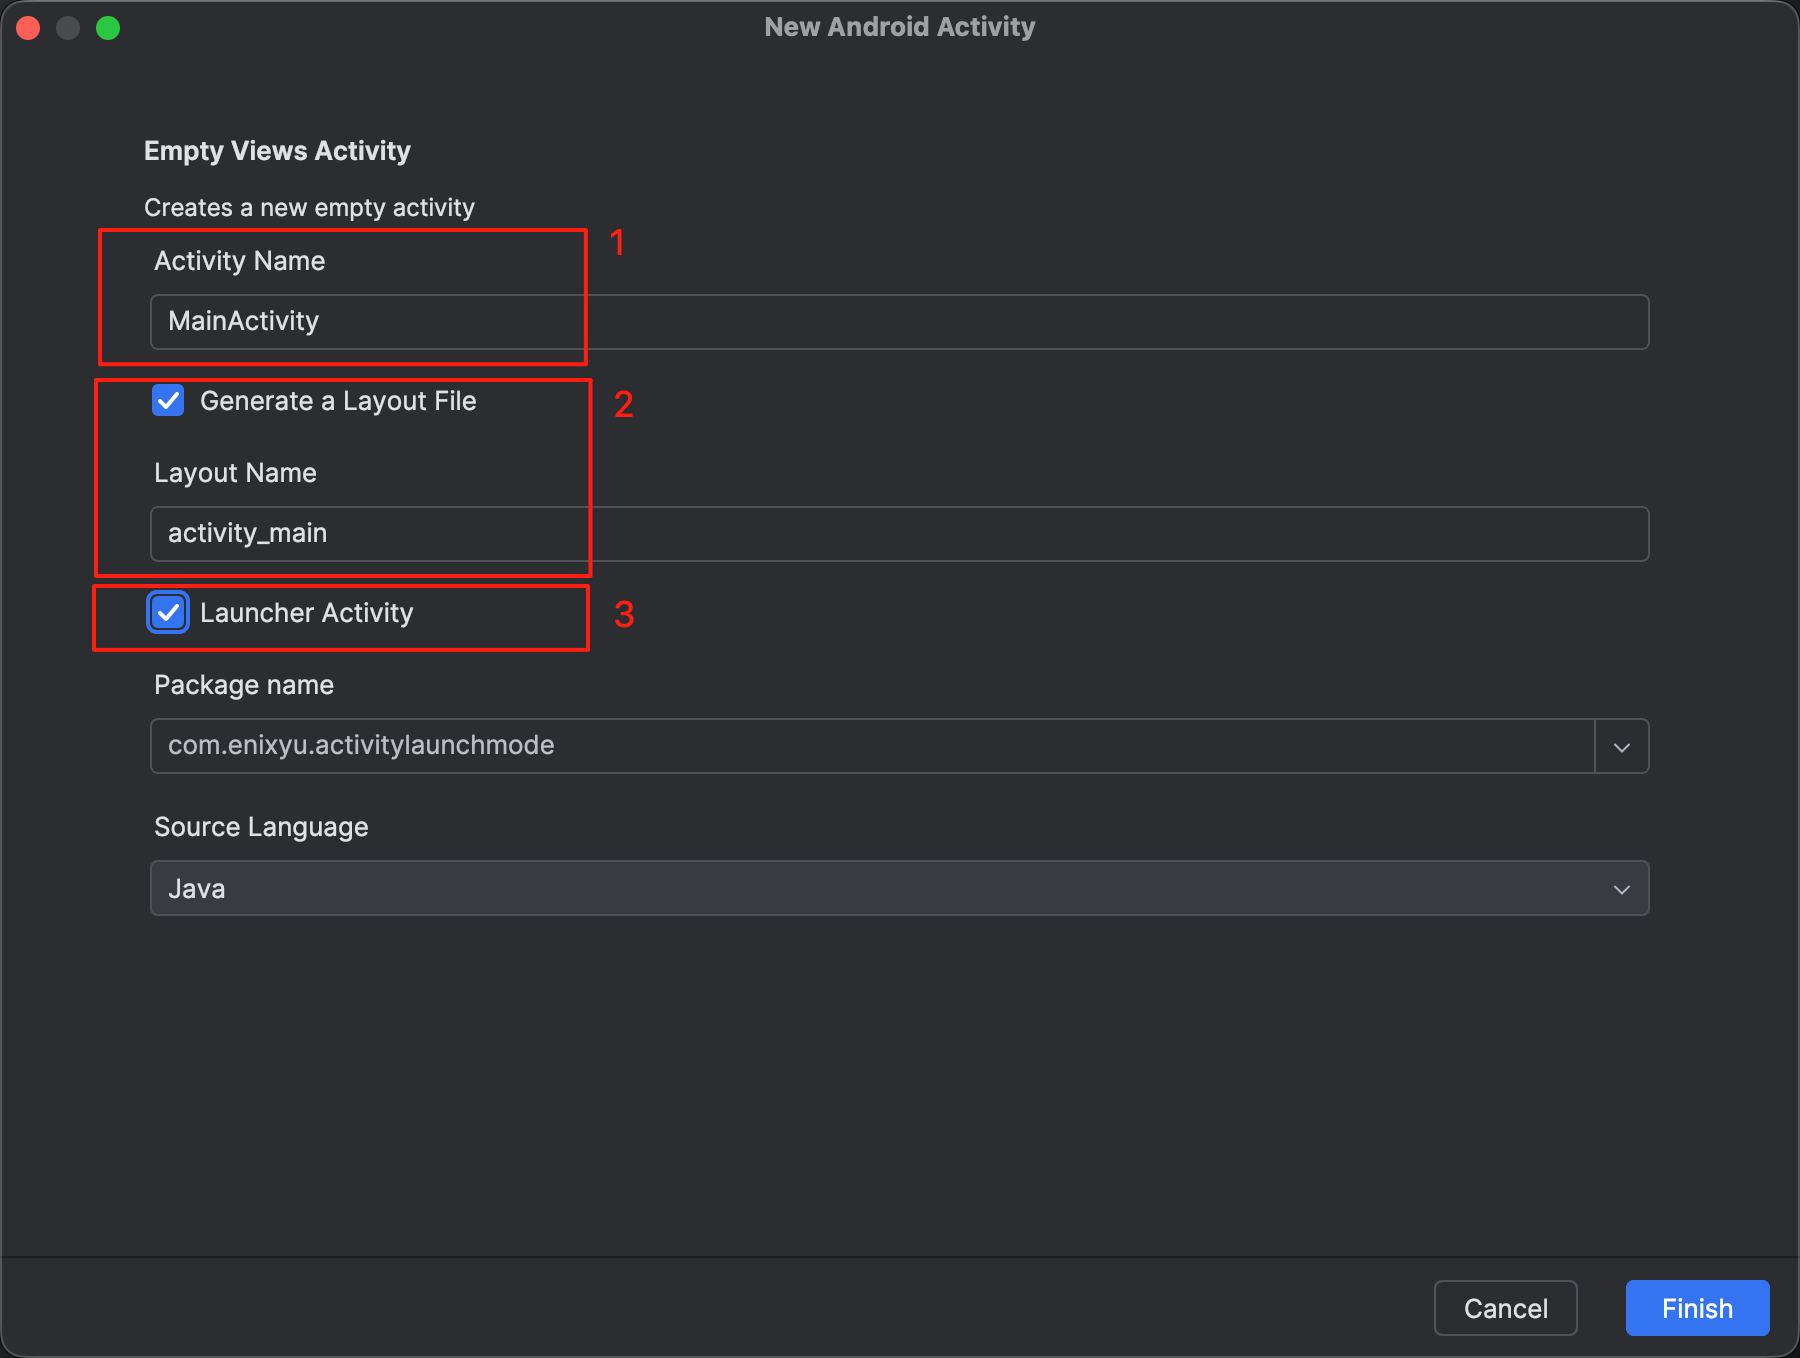 New Android Activity
Empty Views Activity
Creates a new empty activity
1
Activity Name
MainActivity
Generate a Layout File
2
Layout Name
activity_main
Launcher Activity
3
Package name
com.enixyu.activitylaunchmode
Source Language
Java
Cancel
Finish